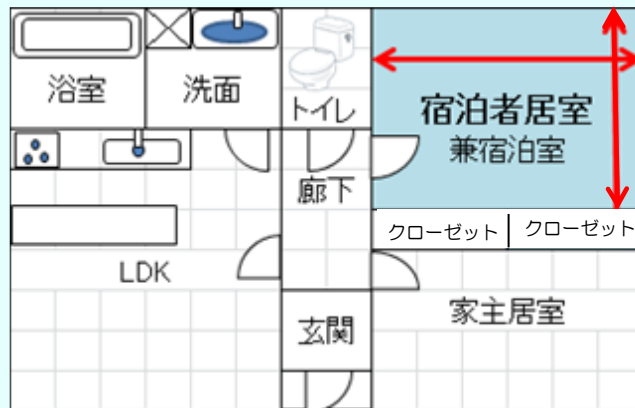 浴室
洗面
トイレ
宿泊者居室
兼宿泊室
廊下
クローゼット
クローゼット
LDK
家主居室
玄関